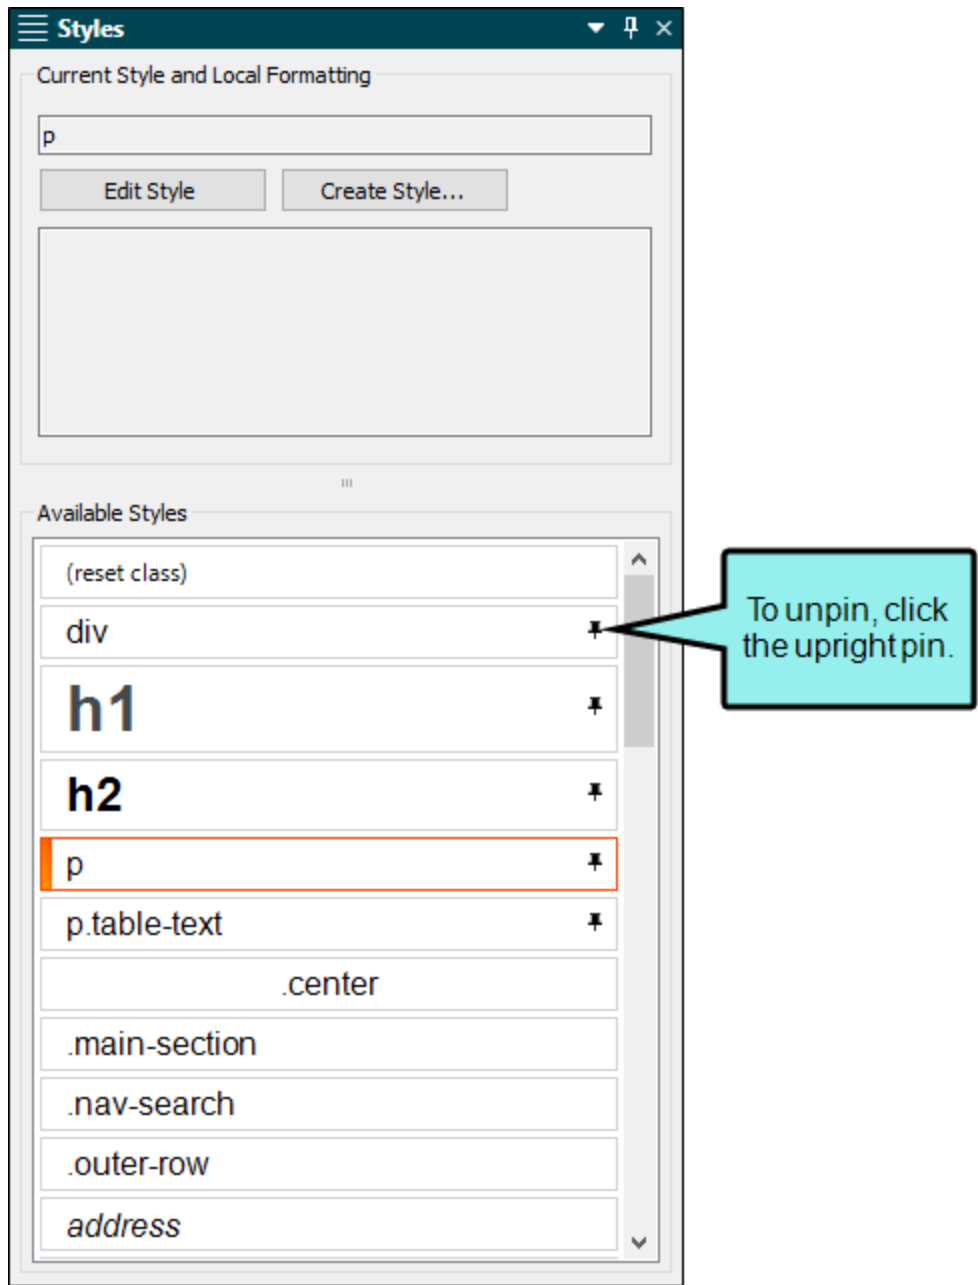 Styles
Current Style and Local Formatting
p
Edit Style
Create Style...
Available Styles
(reset class)
div
h1
h2
p
p.table-text
.center
.main-section
.nav-search
.outer-row
address
To unpin, click
the upright pin.